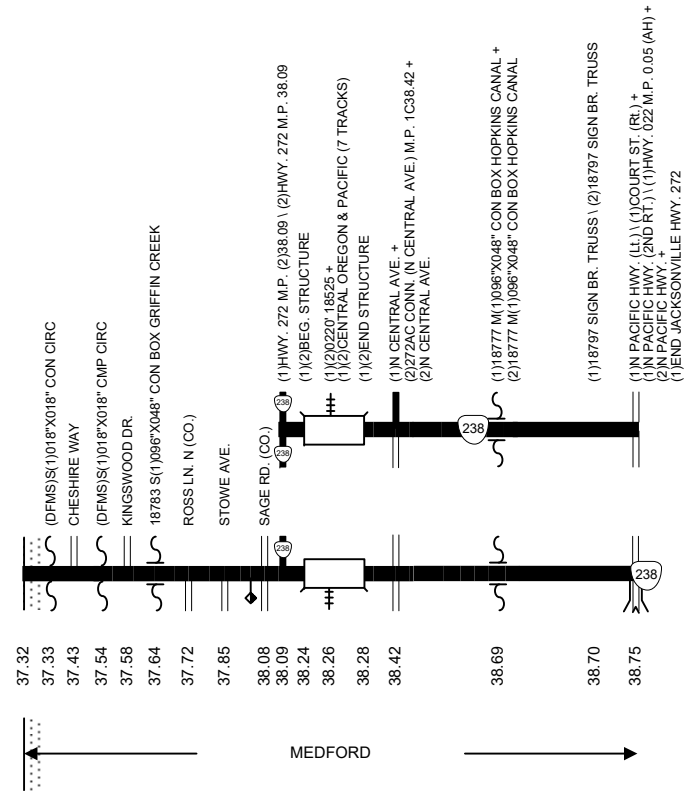 (DFMS)S(1)018"X018" CON CIRC
CHESHIRE WAY
(DFMS)S(1)018"X018" CMP CIRC
KINGSWOOD DR.
18783 S(1)096"X048" CON BOX GRIFFIN CREEK
ROSS LN. N (CO.)
STOWE AVE.
SAGE RD. (CO.)
(1)HWY. 272 M.P. (2)38.09 \ (2)HWY. 272 M.P. 38.09
(1)(2)BEG. STRUCTURE
(1)(2)0220' 18525 +
(1)(2)CENTRAL OREGON & PACIFIC (7 TRACKS)
(1)(2)END STRUCTURE
(1)N CENTRAL AVE. +
(2)272AC CONN. (N CENTRAL AVE.) M.P. 1C38.42 +
(2)N CENTRAL AVE.
(1)18777 M(1)096"X048" CON BOX HOPKINS CANAL +
(2)18777 M(1)096"X048" CON BOX HOPKINS CANAL
(1)18797 SIGN BR. TRUSS \ (2)18797 SIGN BR. TRUSS
(1)N PACIFIC HWY. (Lt.) \ (1)COURT ST. (Rt.) +
(1)N PACIFIC HWY. (2ND RT.) \ (1)HWY. 022 M.P. 0.05 (AH) +
(2)N PACIFIC HWY. +
(1)END JACKSONVILLE HWY. 272
238
238
238
238
238
37.32
37.33
37.43
37.54
37.58
37.64
37.72
37.85
38.08
38.09
38.24
38.26
38.28
38.42
38.69
38.70
38.75
MEDFORD